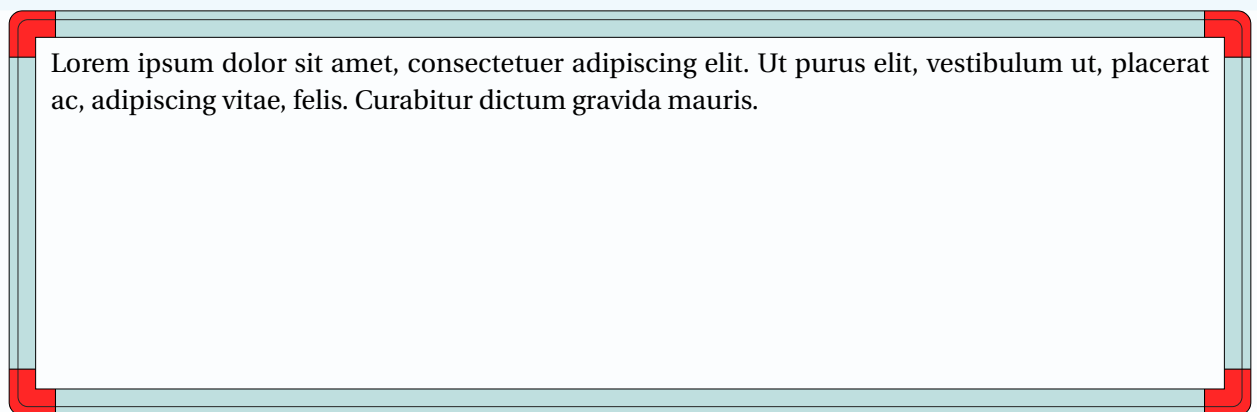 Lorem ipsum dolor sit amet, consectetuer adipiscing elit. Ut purus elit, vestibulum ut, placerat
ac, adipiscing vitae, felis. Curabitur dictum gravida mauris.